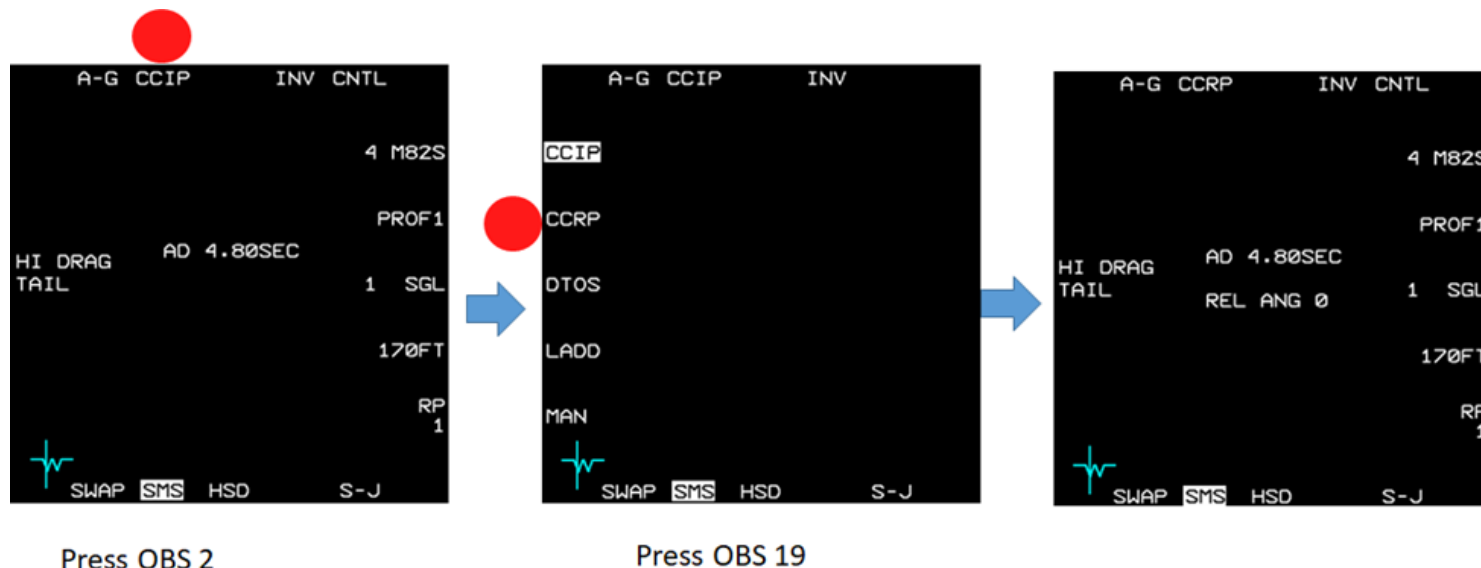 A-G CCIP INV CNTL
4 M82S
PROF1
AD 4.80SEC
HI DRAG
TAIL
1 SGL
170FT
RP
1
SWAP SMS HSD S-J
Press OBS 2
A-G CCIP INV
CCIP
CCRP
DTOS
LADD
MAN
SWAP SMS HSD S-J
Press OBS 19
A-G CCRP INV CNTL
4 M82S
PROF1
AD 4.80SEC
HI DRAG
TAIL
REL ANG 0
1 SGL
170FT
RP
1
SWAP SMS HSD S-J